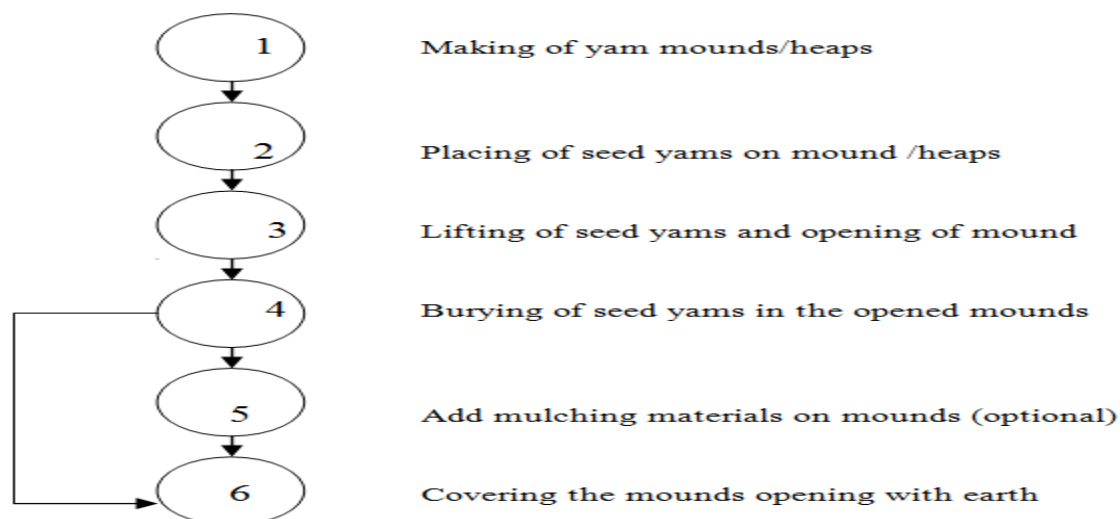 1 Making of yam mounds/heaps
2 Placing of seed yams on mound /heaps
3 Lifting of seed yams and opening of mound
4 Burying of seed yams in the opened mounds
5 Add mulching materials on mounds (optional)
6 Covering the mounds opening with earth